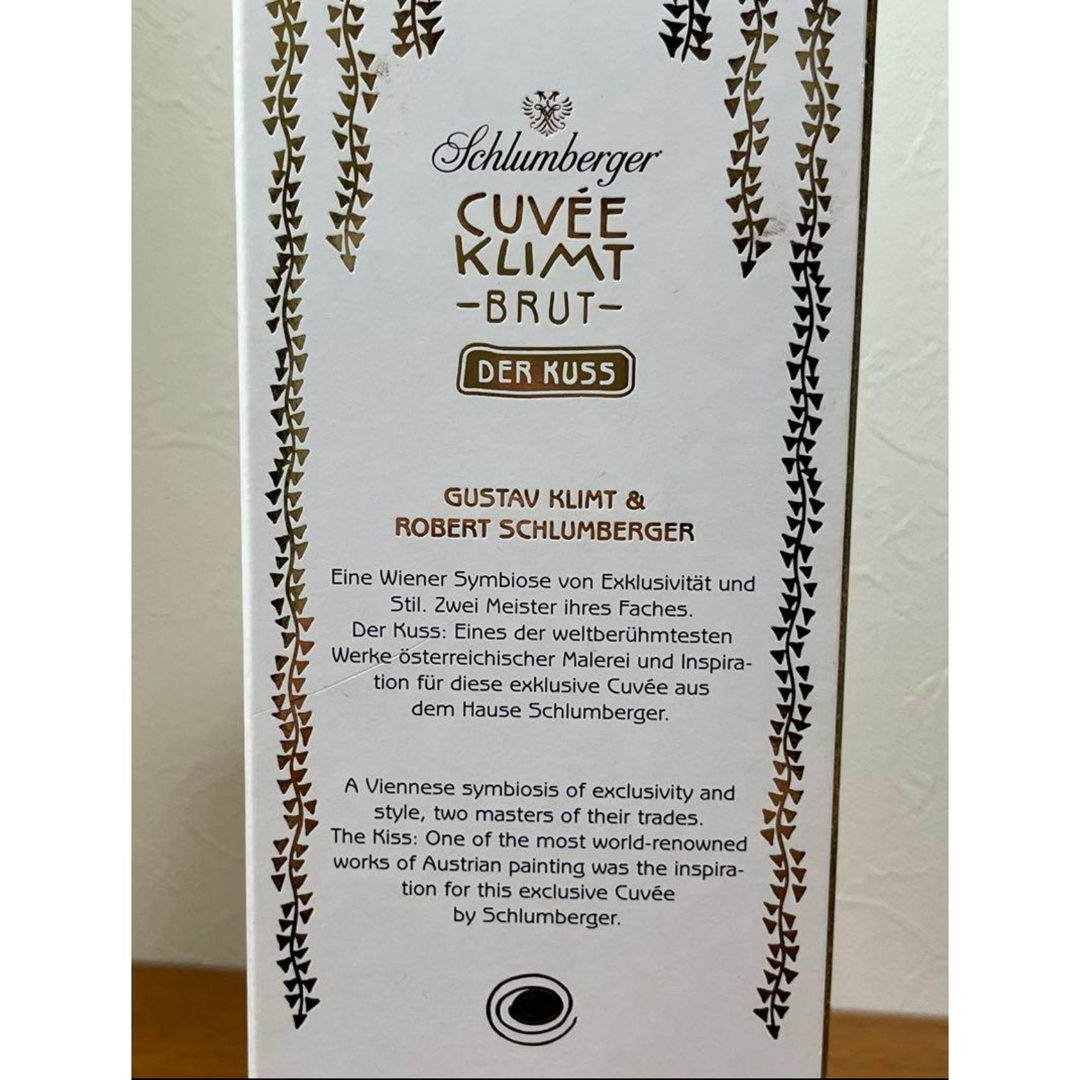 Schlumberger
CUVÉE
KLIMT
-BRUT-
DER KUSS
GUSTAV KLIMT &
ROBERT SCHLUMBERGER
Eine Wiener Symbiose von Exklusivität und
Stil. Zwei Meister ihres Faches.
Der Kuss: Eines der weltberühmtesten
Werke österreichischer Malerei und Inspira-
tion für diese exklusive Cuvée aus
dem Hause Schlumberger.
A Viennese symbiosis of exclusivity and
style, two masters of their trades.
The Kiss: One of the most world-renowned
works of Austrian painting was the inspira-
tion for this exclusive Cuvée
by Schlumberger.